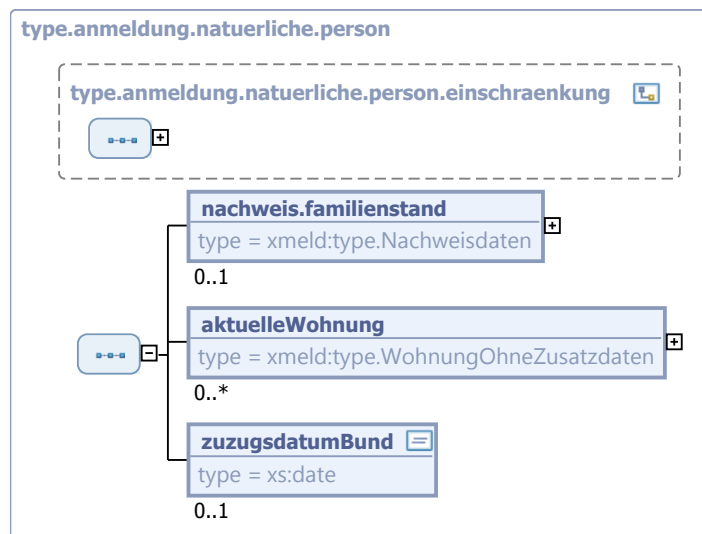 type.anmeldung.natuerliche.person
type.anmeldung.natuerliche.person.einschraenkung
nachweis.familienstand
type = xmeld:type.Nachweisdaten
0..1
aktuelleWohnung
type = xmeld:type.WohnungOhneZusatzdaten
0..*
zuzugsdatumBund
type = xs:date
0..1